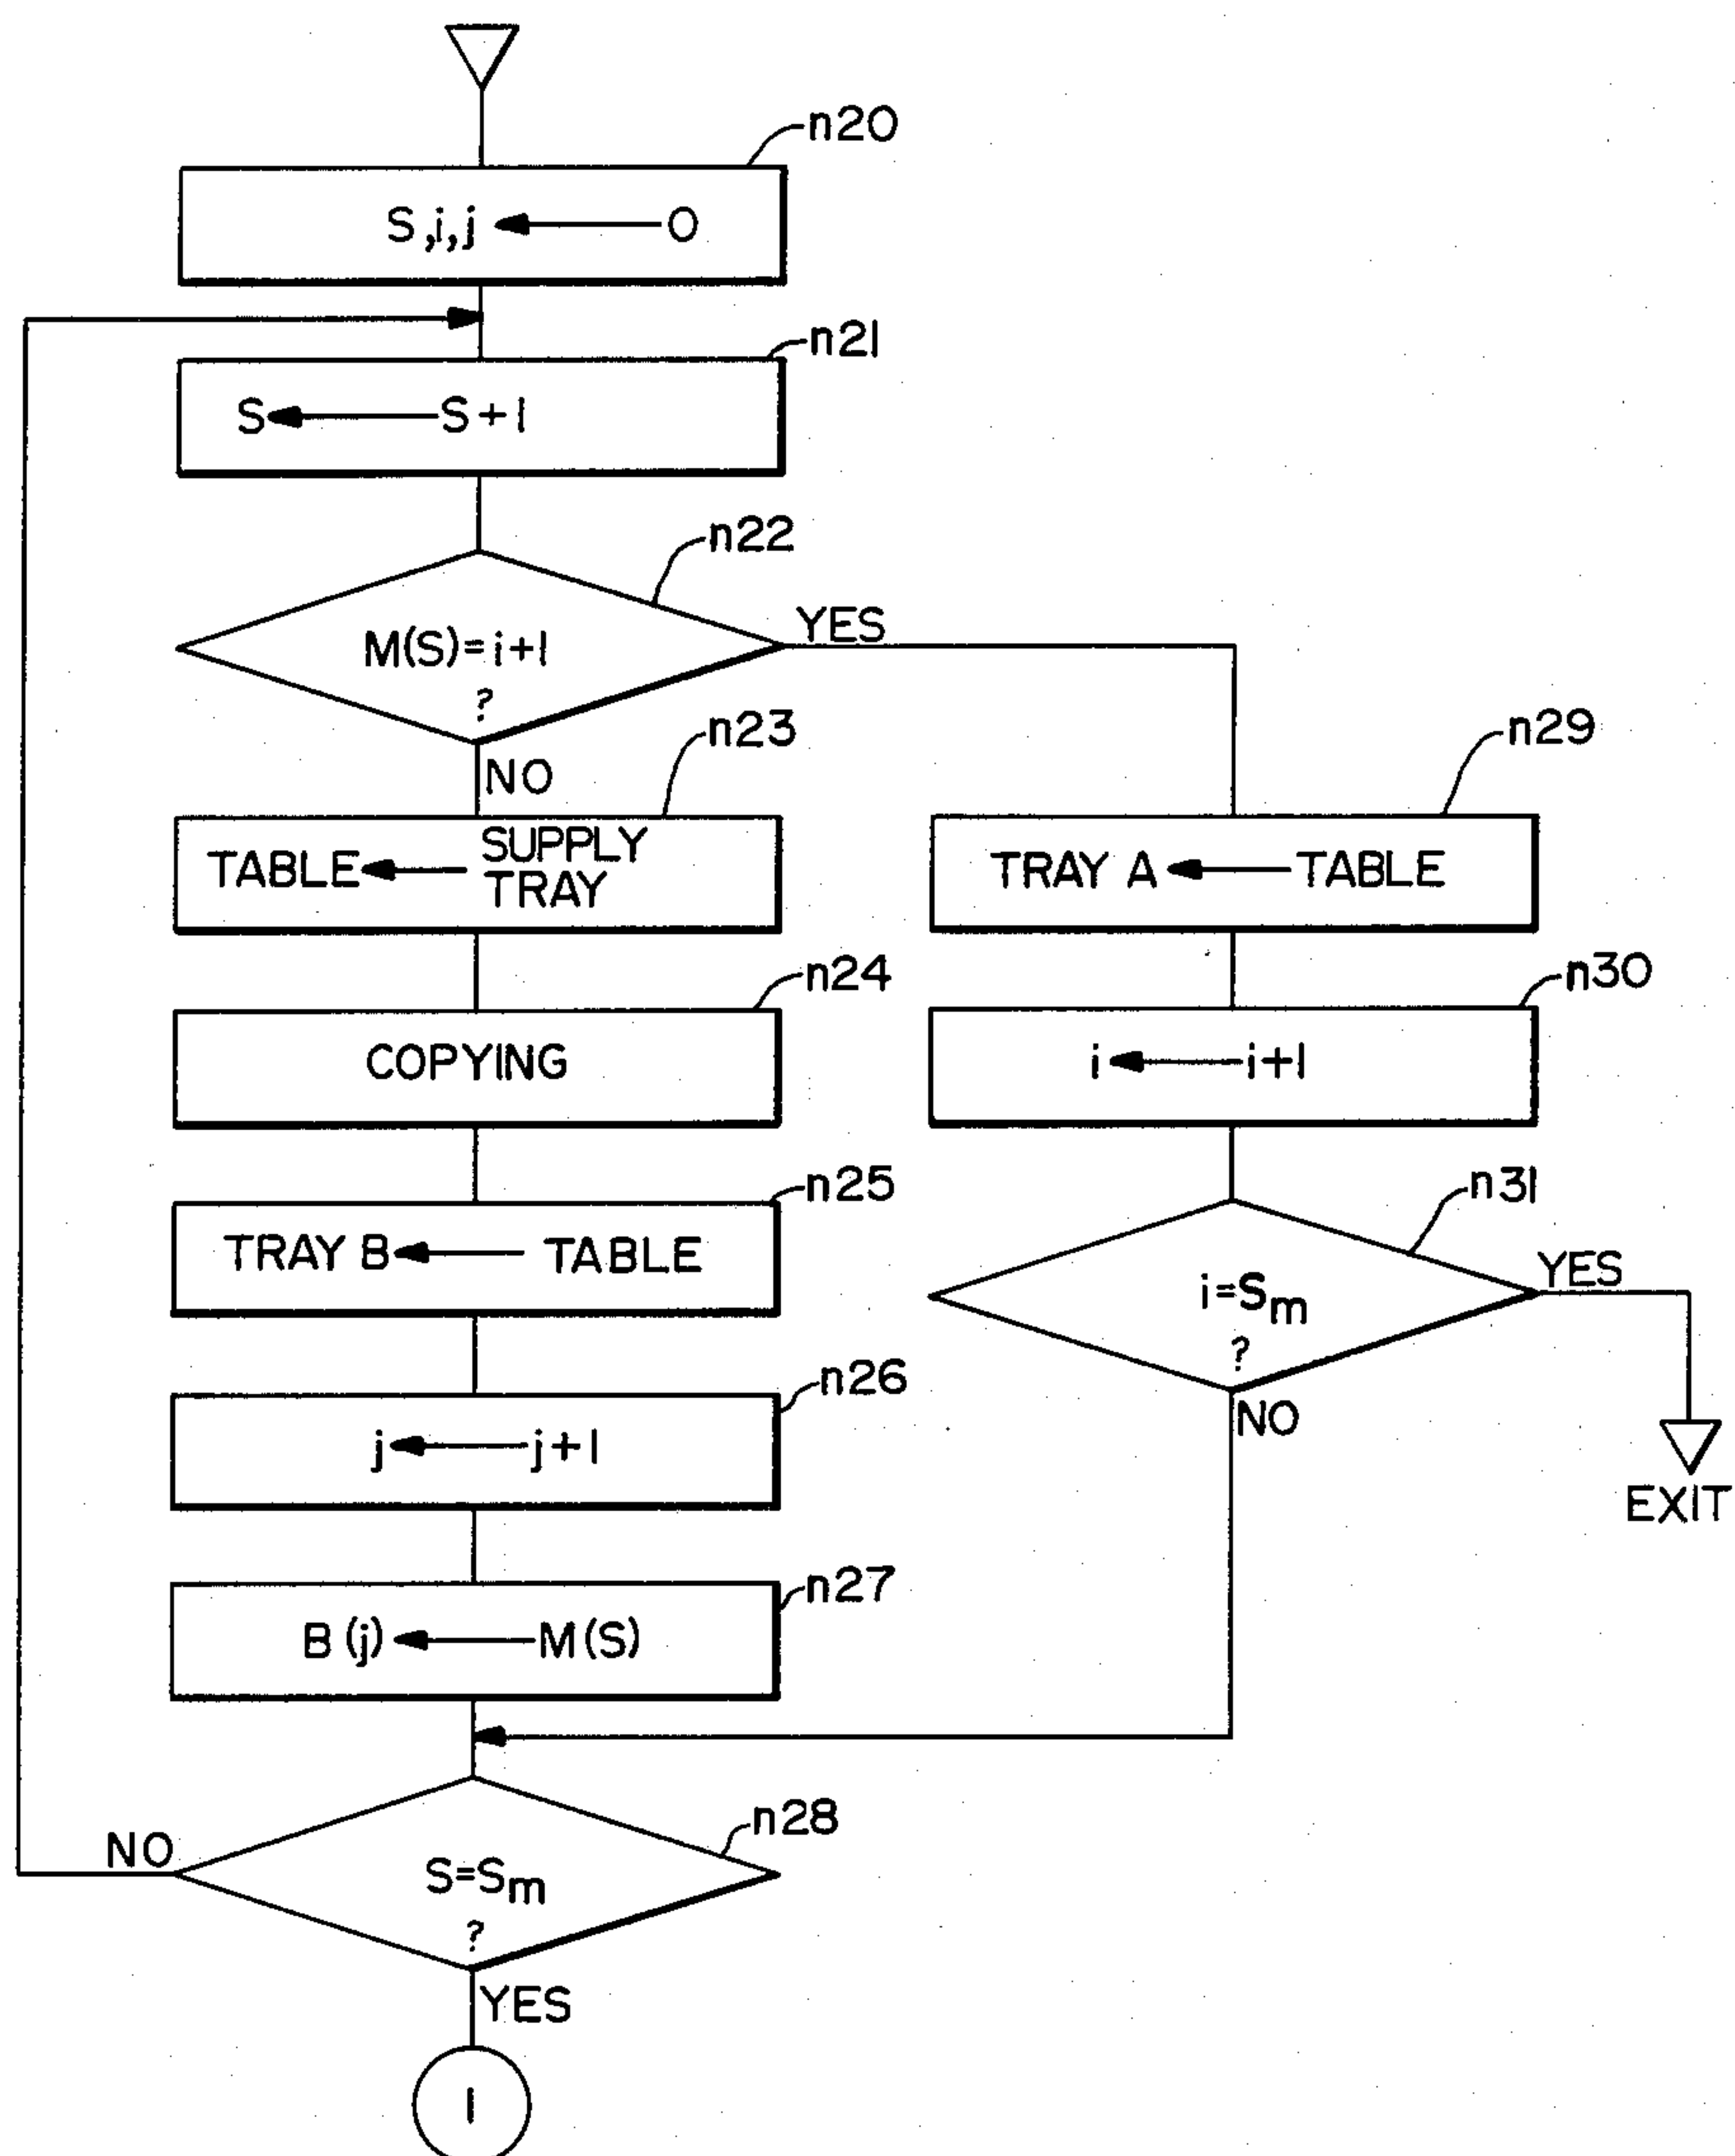 n20
S,i,j ← 0
n21
S ← S+1
n22
M(S)=i+1
?
YES
NO
n23
TABLE ← SUPPLY
TRAY
n24
COPYING
n25
TRAY B ← TABLE
n26
j ← j+1
n27
B(j) ← M(S)
n28
S=Sm
?
NO
YES
1
n29
TRAY A ← TABLE
n30
i ← i+1
n31
i=Sm
?
YES
NO
EXIT